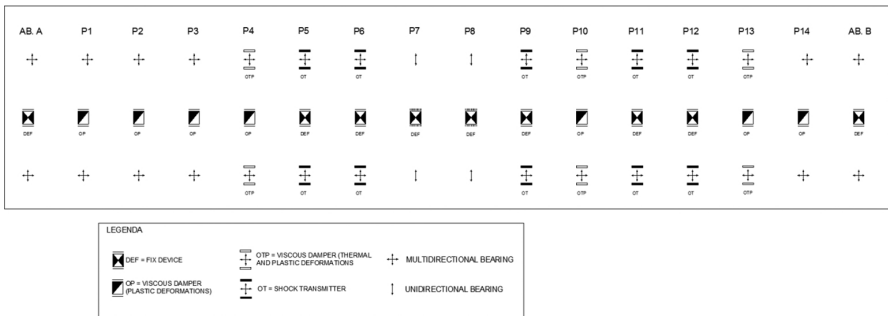 AB. A P1 P2 P3 P4 P5 P6 P7 P8 P9 P10 P11 P12 P13 P14 AB. B
OTP OT OT OT OTP OT OT OTP
DEF OP OP OP OP DEF DEF DEF DEF DEF OP DEF DEF OP OP DEF
OTP OT OT OT OTP OT OT OTP
LEGENDA
DEF = FIX DEVICE
OP = VISCOUS DAMPER
(PLASTIC DEFORMATIONS)
OTP = VISCOUS DAMPER (THERMAL
AND PLASTIC DEFORMATIONS
OT = SHOCK TRANSMITTER
MULTIDIRECTIONAL BEARING
UNIDIRECTIONAL BEARING